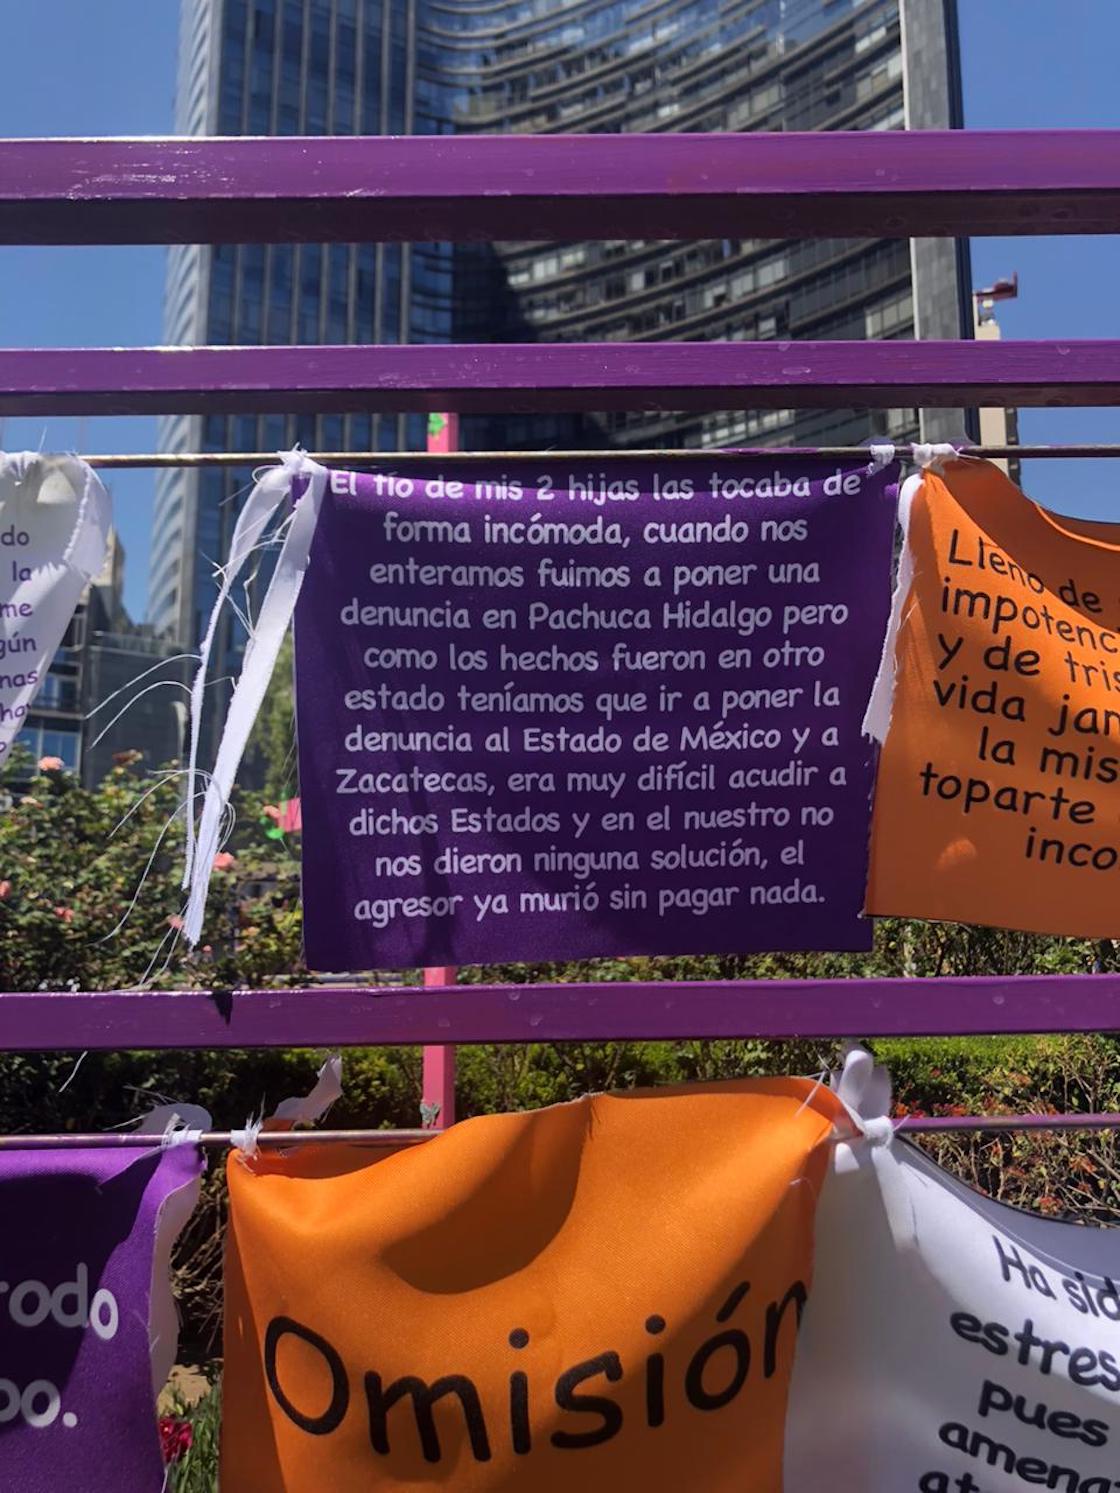 do
la
me
nas
El tío de mis 2 hijas las tocaba de
forma incómoda, cuando nos
enteramos fuimos a poner una
denuncia en Pachuca Hidalgo pero
como los hechos fueron en otro
estado teníamos que ir a poner la
denuncia al Estado de México y a
Zacatecas, era muy difícil acudir a
dichos Estados y en el nuestro no
nos dieron ninguna solución, el
agresor ya murió sin pagar nada.
Lleno de
impotenc
y de tris
vida jam
la mis
toparte
inco
rodo
po.
Omisión
Ha sid
estres
pues
amena